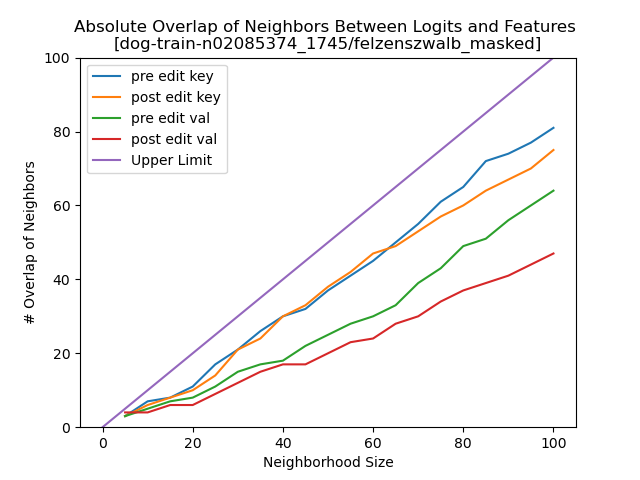 Absolute Overlap of Neighbors Between Logits and Features
[dog-train-n02085374_1745/felzenszwalb_masked]
pre edit key
post edit key
pre edit val
post edit val
Upper Limit
# Overlap of Neighbors
100
80
60
40
20
0
0 20 40 60 80 100
Neighborhood Size